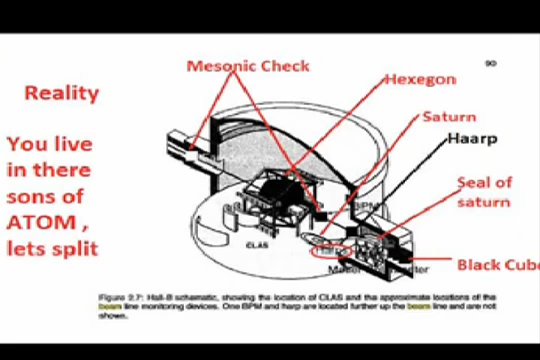 Mesonic Check
90
Reality
Hexegon
Saturn
Haarp
You live
in there
sons of
ATOM ,
lets split
Seal of
saturn
BPM
CLAS
Harps
Black Cube
Figure 2.7: Hall-B schematic, showing the location of CLAS and the approximate locations of the
beam line monitoring devices. One BPM and harp are located further up the beam line and are not
shown.